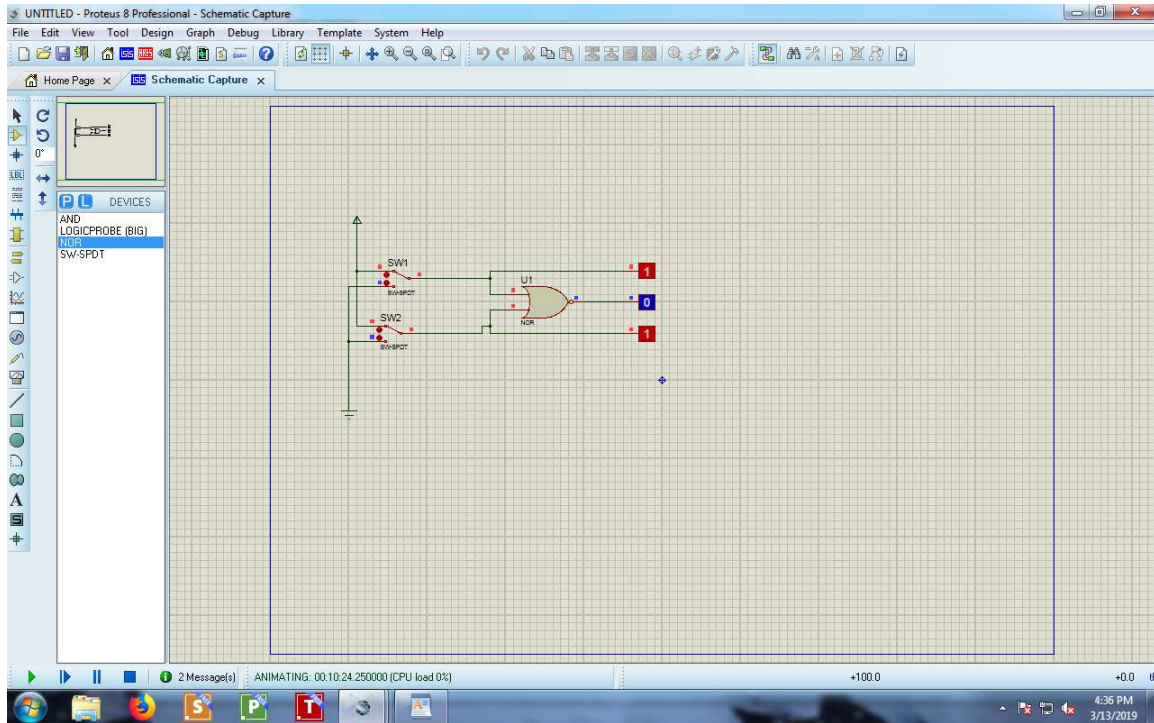 UNTITLED - Proteus 8 Professional - Schematic Capture
File Edit View Tool Design Graph Debug Library Template System Help
Home Page Schematic Capture
0°
P L DEVICES
AND
LOGICPROBE (BIG)
NOR
SW-SPDT
SW1
SW-SPDT
SW2
SW-SPDT
U1
NOR
1
0
1
2 Message(s) ANIMATING: 00:10:24.250000 (CPU load 0%) +100.0 +0.0
4:36 PM
3/13/2019